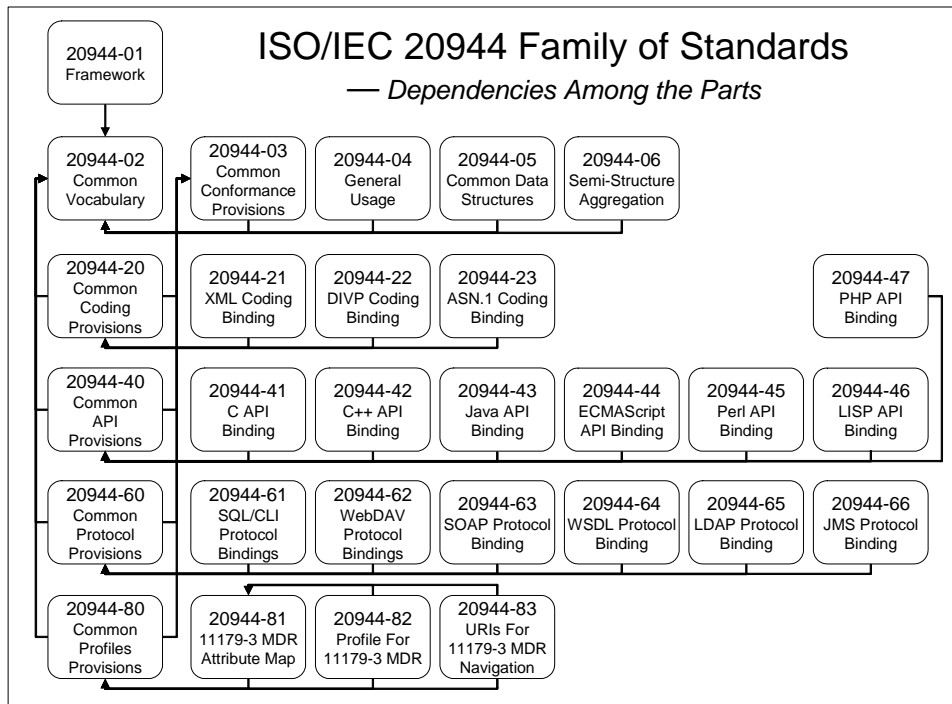 ISO/IEC 20944 Family of Standards
— Dependencies Among the Parts
20944-01
Framework
20944-02
Common
Vocabulary
20944-03
Common
Conformance
Provisions
20944-04
General
Usage
20944-05
Common Data
Structures
20944-06
Semi-Structure
Aggregation
20944-20
Common
Coding
Provisions
20944-21
XML Coding
Binding
20944-22
DIVP Coding
Binding
20944-23
ASN.1 Coding
Binding
20944-47
PHP API
Binding
20944-40
Common
API
Provisions
20944-41
C API
Binding
20944-42
C++ API
Binding
20944-43
Java API
Binding
20944-44
ECMAScript
API Binding
20944-45
Perl API
Binding
20944-46
LISP API
Binding
20944-60
Common
Protocol
Provisions
20944-61
SQL/CLI
Protocol
Bindings
20944-62
WebDAV
Protocol
Bindings
20944-63
SOAP Protocol
Binding
20944-64
WSDL Protocol
Binding
20944-65
LDAP Protocol
Binding
20944-66
JMS Protocol
Binding
20944-80
Common
Profiles
Provisions
20944-81
11179-3 MDR
Attribute Map
20944-82
Profile For
11179-3 MDR
20944-83
URIs For
11179-3 MDR
Navigation